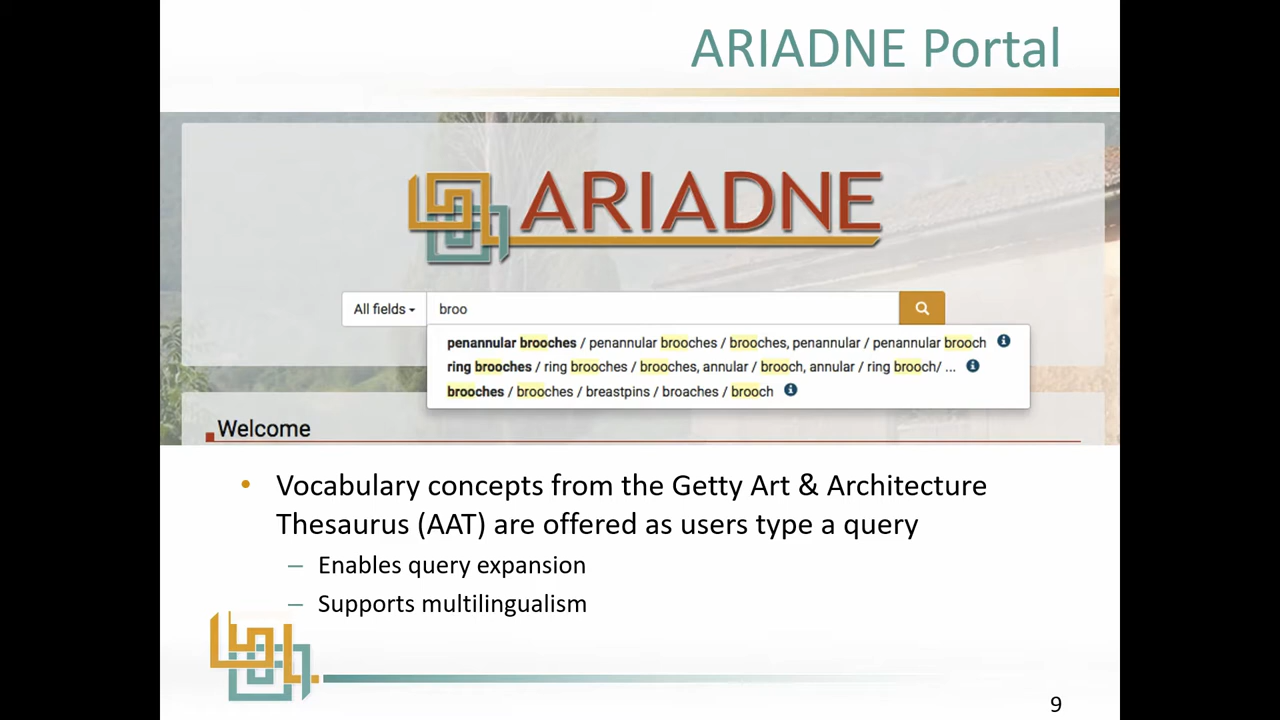 ARIADNE Portal
ARIADNE
All fields
broo
penannular brooches / penannular brooches / brooches, penannular / penannular brooch
ring brooches / ring brooches / brooches, annular / brooch, annular / ring brooch/ ...
brooches / brooches / breastpins / broaches / brooch
Welcome
• Vocabulary concepts from the Getty Art & Architecture
Thesaurus (AAT) are offered as users type a query
– Enables query expansion
– Supports multilingualism
9